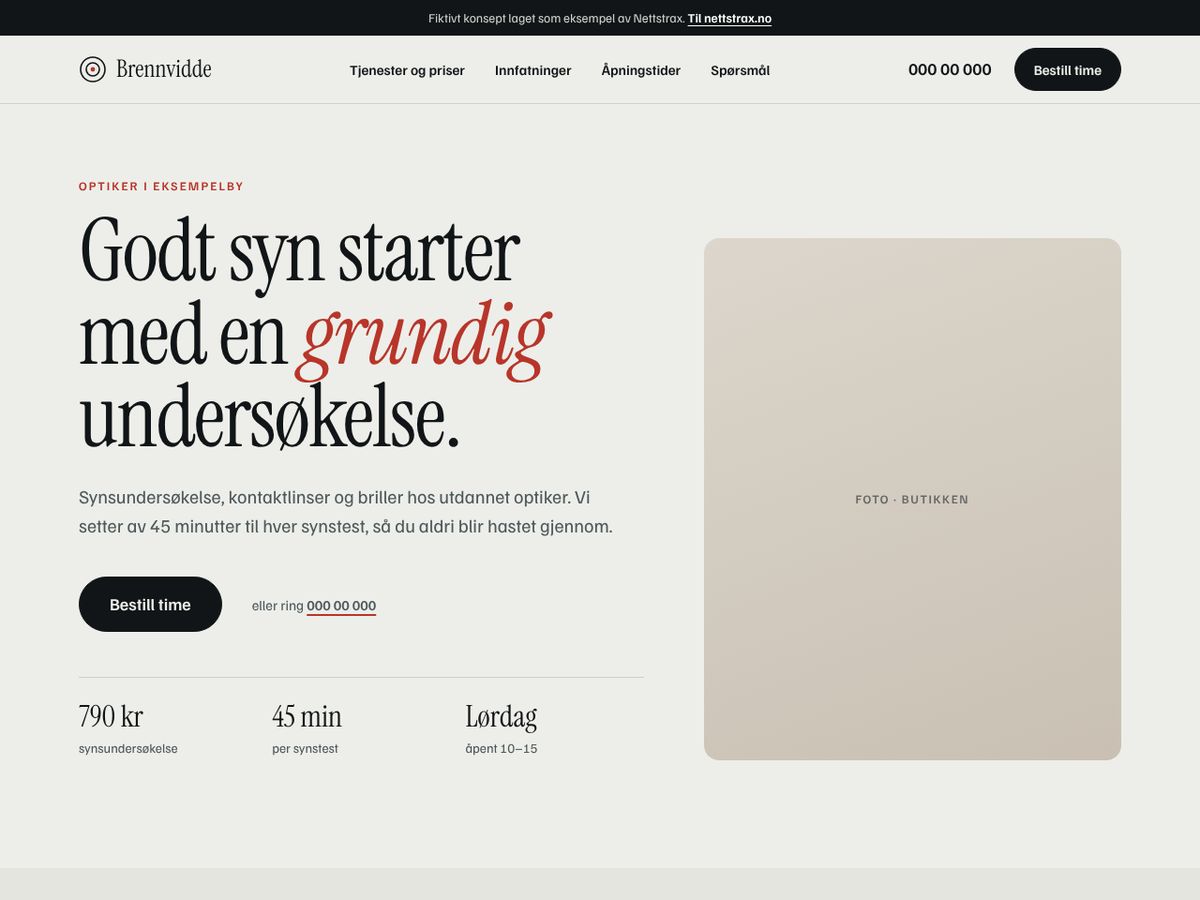 Fiktivt konsept laget som eksempel av Nettstrax. Til nettstrax.no
Brennvidde
Tjenester og priser
Innfatninger
Åpningstider
Spørsmål
000 00 000
Bestill time
OPTIKER I EKSEMPELBY
Godt syn starter
med en grundig
undersøkelse.
Synsundersøkelse, kontaktlinser og briller hos utdannet optiker. Vi
setter av 45 minutter til hver synstest, så du aldri blir hastet gjennom.
Bestill time
eller ring 000 00 000
790 kr
synsundersøkelse
45 min
per synstest
Lørdag
åpent 10–15
FOTO · BUTIKKEN